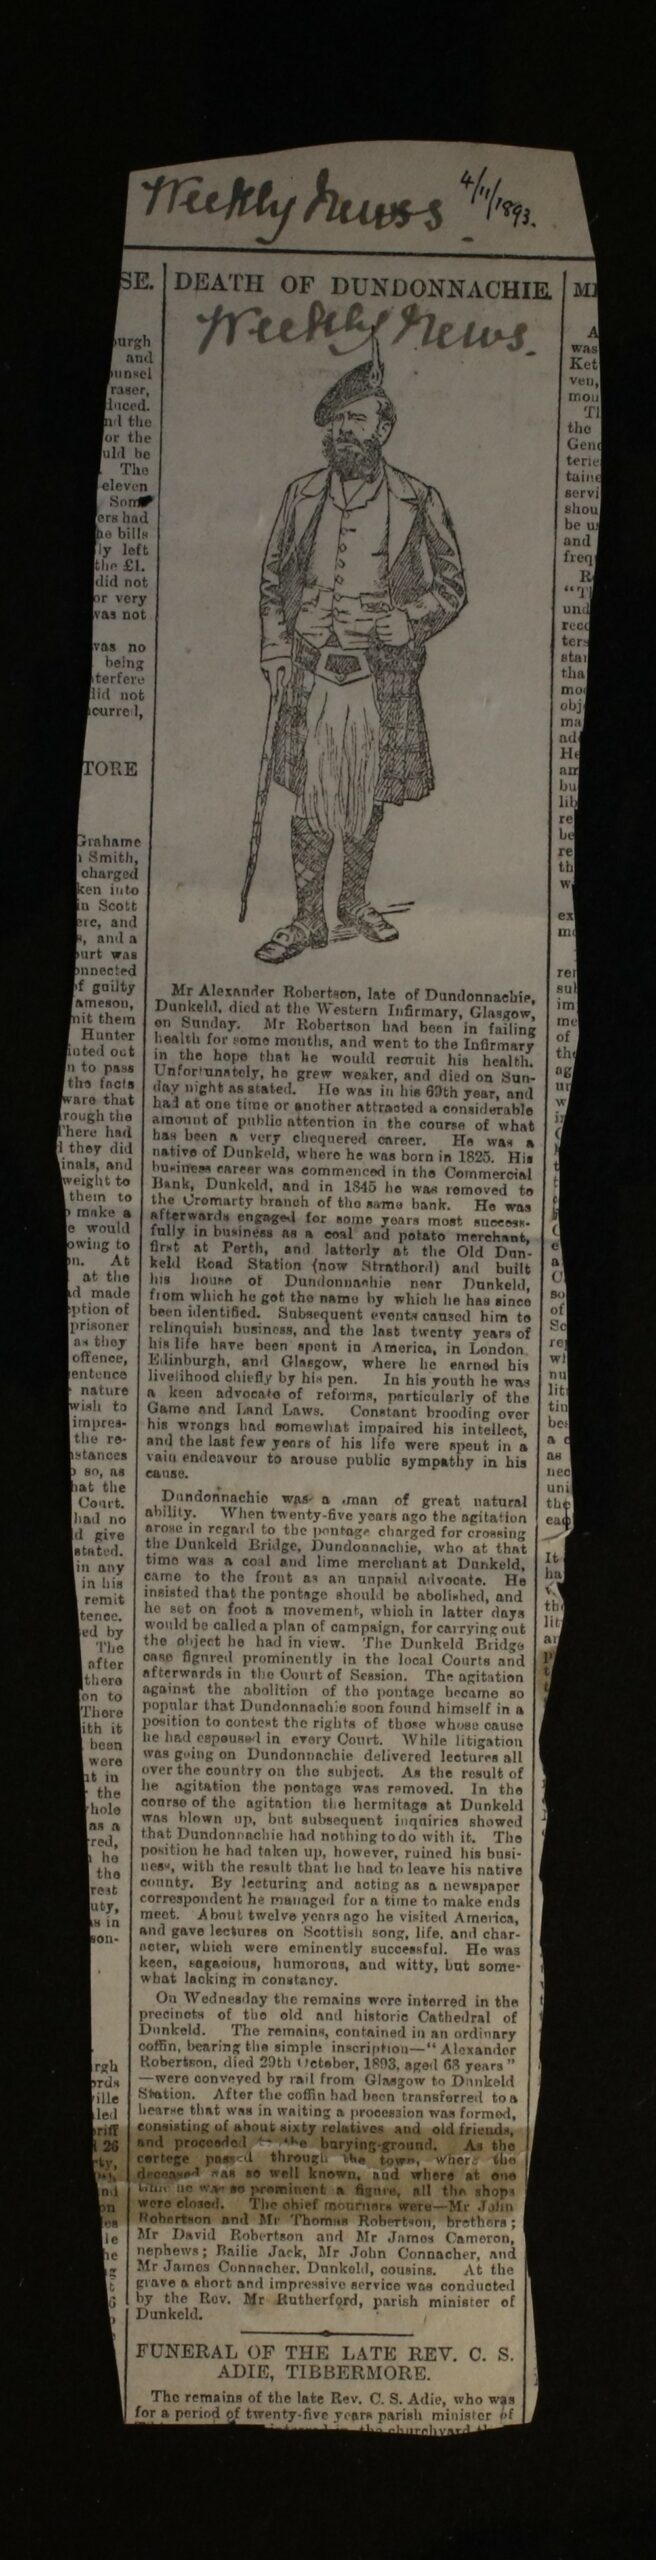 Weekly News 4/11/1893.
DEATH OF DUNDONNACHIE.
Weekly News.
Mr Alexander Robertson, late of Dundonnachie,
Dunkeld, died at the Western Infirmary, Glasgow,
on Sunday. Mr Robertson had been in failing
health for some months, and went to the Infirmary
in the hope that he would recruit his health.
Unfortunately, he grew weaker, and died on Sun-
day night as stated. He was in his 69th year, and
had at one time or another attracted a considerable
amount of public attention in the course of what
has been a very chequered career. He was a
native of Dunkeld, where he was born in 1825. His
business career was commenced in the Commercial
Bank, Dunkeld, and in 1845 he was removed to
the Cromarty branch of the same bank. He was
afterwards engaged for some years most success-
fully in business as a coal and potato merchant,
first at Perth, and latterly at the Old Dun-
keld Road Station (now Strathord) and built
his house of Dundonnachie near Dunkeld,
from which he got the name by which he has since
been identified. Subsequent events caused him to
relinquish business, and the last twenty years of
his life have been spent in America, in London,
Edinburgh, and Glasgow, where he earned his
livelihood chiefly by his pen. In his youth he was
a keen advocate of reforms, particularly of the
Game and Land Laws. Constant brooding over
his wrongs had somewhat impaired his intellect,
and the last few years of his life were spent in a
vain endeavour to arouse public sympathy in his
cause.
Dundonnachie was a man of great natural
ability. When twenty-five years ago the agitation
arose in regard to the pontage charged for crossing
the Dunkeld Bridge, Dundonnachie, who at that
time was a coal and lime merchant at Dunkeld,
came to the front as an unpaid advocate. He
insisted that the pontage should be abolished, and
he set on foot a movement, which in latter days
would be called a plan of campaign, for carrying out
the object he had in view. The Dunkeld Bridge
case figured prominently in the local Courts and
afterwards in the Court of Session. The agitation
against the abolition of the pontage became so
popular that Dundonnachie soon found himself in a
position to contest the rights of those whose cause
he had espoused in every Court. While litigation
was going on Dundonnachie delivered lectures all
over the country on the subject. As the result of
he agitation the pontage was removed. In the
course of the agitation the hermitage at Dunkeld
was blown up, but subsequent inquiries showed
that Dundonnachie had nothing to do with it. The
position he had taken up, however, ruined his busi-
ness, with the result that he had to leave his native
county. By lecturing and acting as a newspaper
correspondent he managed for a time to make ends
meet. About twelve years ago he visited America,
and gave lectures on Scottish song, life, and char-
acter, which were eminently successful. He was
keen, sagacious, humorous, and witty, but some-
what lacking in constancy.
On Wednesday the remains were interred in the
precincts of the old and historic Cathedral of
Dunkeld. The remains, contained in an ordinary
coffin, bearing the simple inscription—"Alexander
Robertson, died 29th October, 1893, aged 68 years"
—were conveyed by rail from Glasgow to Dunkeld
Station. After the coffin had been transferred to a
hearse that was in waiting a procession was formed,
consisting of about sixty relatives and old friends,
and proceeded to the burying-ground. As the
cortege passed through the town, where the
deceased was so well known, and where at one
time he was so prominent a figure, all the shops
were closed. The chief mourners were—Mr John
Robertson and Mr Thomas Robertson, brothers;
Mr David Robertson and Mr James Cameron,
nephews; Bailie Jack, Mr John Connacher, and
Mr James Connacher, Dunkeld, cousins. At the
grave a short and impressive service was conducted
by the Rev. Mr Rutherford, parish minister of
Dunkeld.
FUNERAL OF THE LATE REV. C. S.
ADIE, TIBBERMORE.
The remains of the late Rev. C. S. Adie, who was
for a period of twenty-five years parish minister of